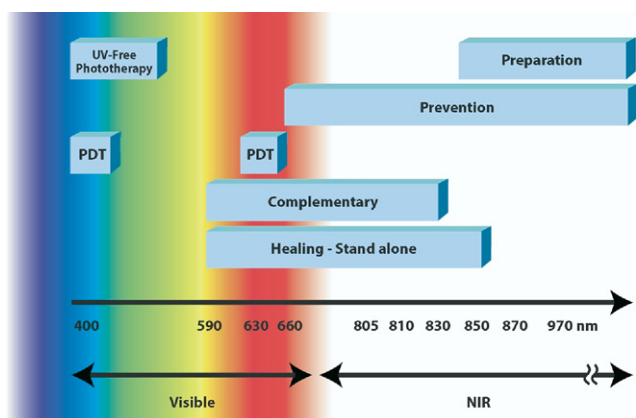 UV-Free
Phototherapy
Preparation
Prevention
PDT
PDT
Complementary
Healing - Stand alone
400 590 630 660 805 810 830 850 870 970 nm
Visible NIR